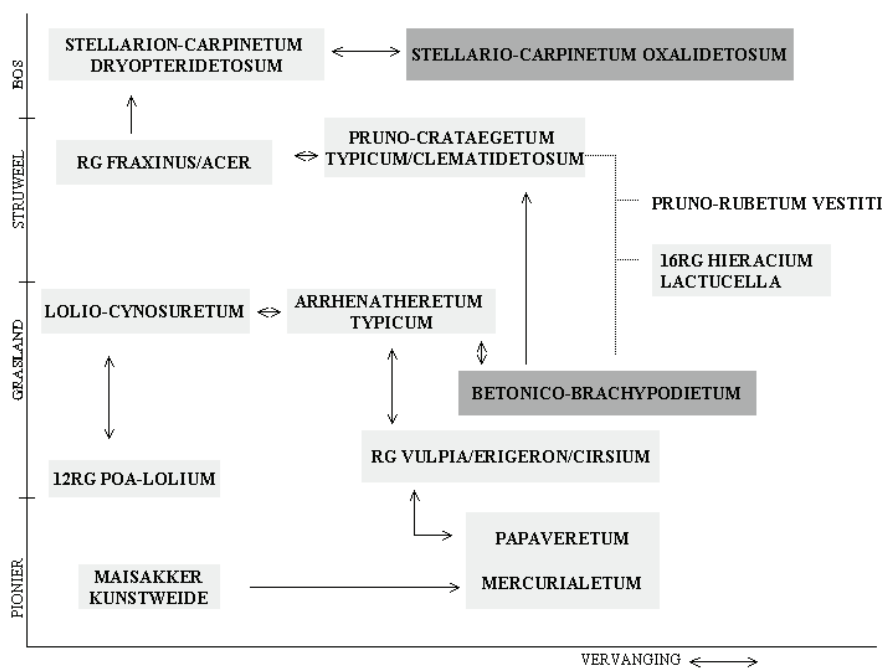 BOS
STELLARION-CARPINETUM
DRYOPTERIDETOSUM
STELLARIO-CARPINETUM OXALIDETOSUM
STRUWEEL
RG FRAXINUS/ACER
PRUNO-CRATAEGETUM
TYPICUM/CLEMATIDETOSUM
PRUNO-RUBETUM VESTITI
16RG HIERACIUM
LACTUCELLA
GRASLAND
LOLIO-CYNOSURETUM
ARRHENATHERETUM
TYPICUM
BETONICO-BRACHYPODIETUM
12RG POA-LOLIUM
RG VULPIA/ERIGERON/CIRSIUM
PIONIER
PAPAVERETUM
MERCURIALETUM
MAISAKKER
KUNSTWEIDE
VERVANGING